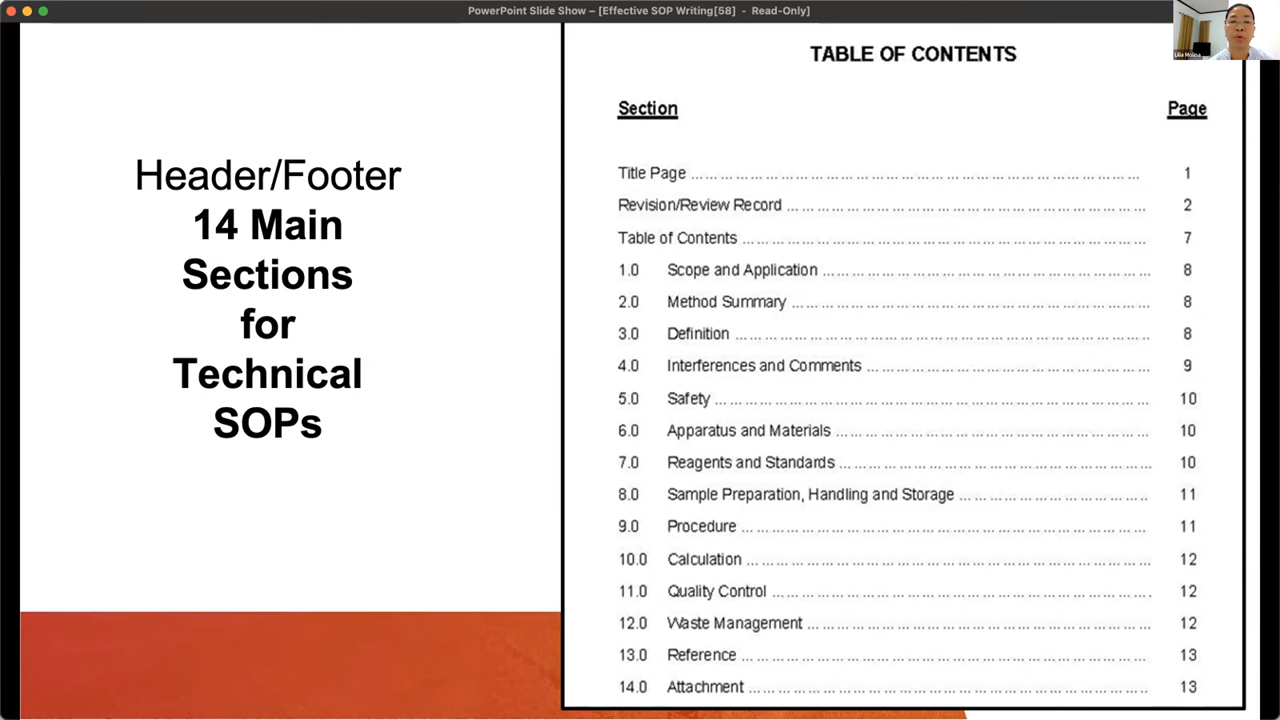 PowerPoint Slide Show – [Effective SOP Writing[58] - Read-Only]
Lilia Molina
Header/Footer
14 Main
Sections
for
Technical
SOPs
TABLE OF CONTENTS
Section Page
Title Page ... 1
Revision/Review Record ... 2
Table of Contents ... 7
1.0 Scope and Application ... 8
2.0 Method Summary ... 8
3.0 Definition ... 8
4.0 Interferences and Comments ... 9
5.0 Safety ... 10
6.0 Apparatus and Materials ... 10
7.0 Reagents and Standards ... 10
8.0 Sample Preparation, Handling and Storage ... 11
9.0 Procedure ... 11
10.0 Calculation ... 12
11.0 Quality Control ... 12
12.0 Waste Management ... 12
13.0 Reference ... 13
14.0 Attachment ... 13